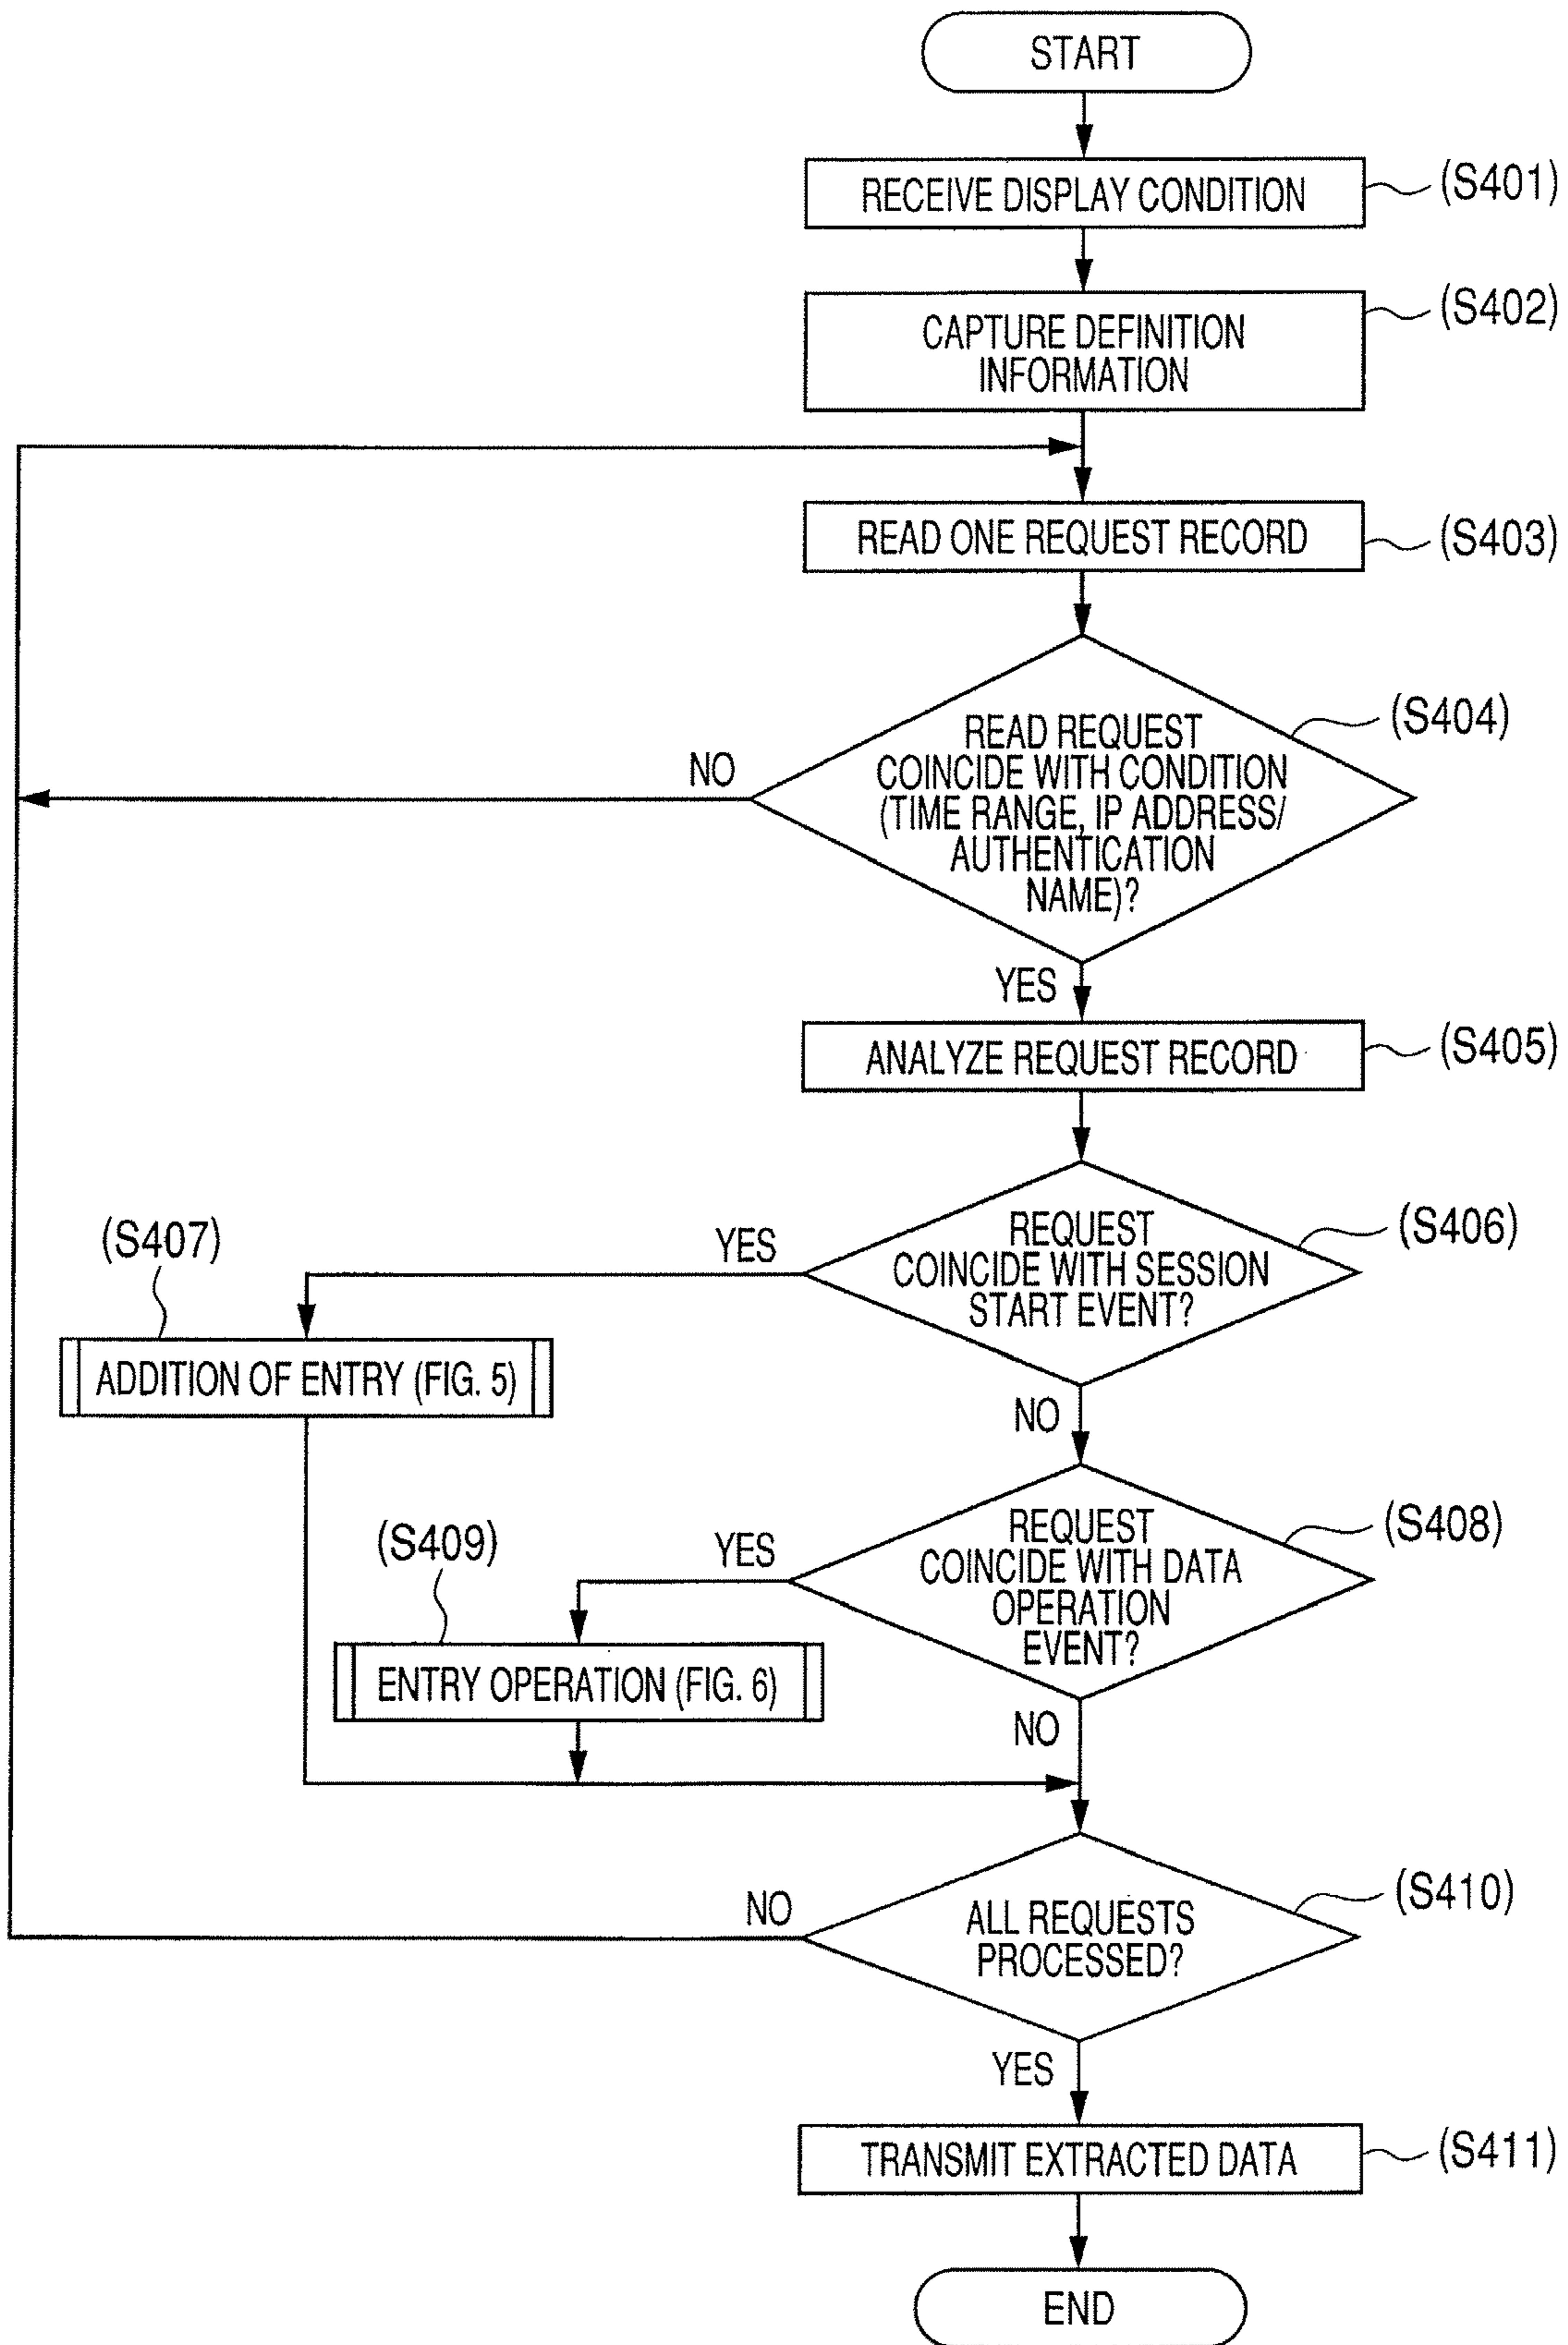 START
RECEIVE DISPLAY CONDITION
(S401)
CAPTURE DEFINITION
INFORMATION
(S402)
READ ONE REQUEST RECORD
(S403)
READ REQUEST
COINCIDE WITH CONDITION
(TIME RANGE, IP ADDRESS/
AUTHENTICATION
NAME)?
(S404)
NO
YES
ANALYZE REQUEST RECORD
(S405)
REQUEST
COINCIDE WITH SESSION
START EVENT?
(S406)
YES
(S407)
ADDITION OF ENTRY (FIG. 5)
NO
REQUEST
COINCIDE WITH DATA
OPERATION
EVENT?
(S408)
YES
(S409)
ENTRY OPERATION (FIG. 6)
NO
ALL REQUESTS
PROCESSED?
(S410)
NO
YES
TRANSMIT EXTRACTED DATA
(S411)
END